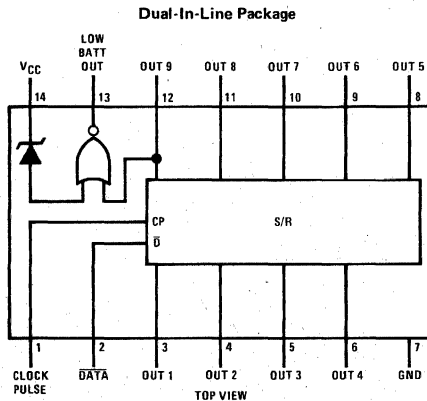 Dual-In-Line Package
LOW
BATT
VCC OUT OUT 9 OUT 8 OUT 7 OUT 6 OUT 5
14 13 12 11 10 9 8
CP S/R
D̅
1 2 3 4 5 6 7
CLOCK D̅A̅T̅A̅ OUT 1 OUT 2 OUT 3 OUT 4 GND
PULSE
TOP VIEW